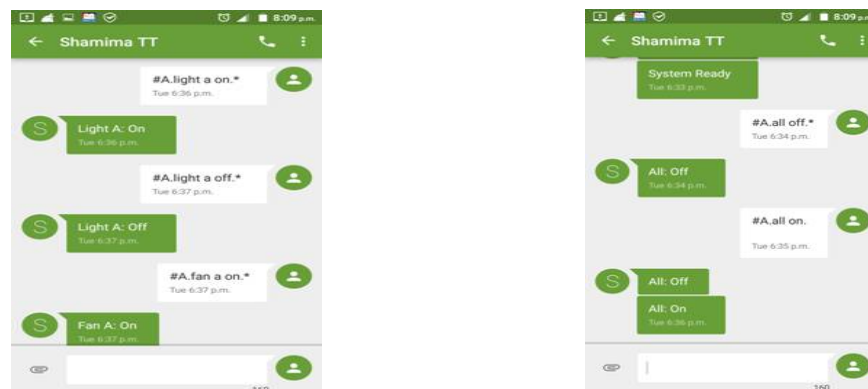 8:09 p.m.
Shamima TT
#A.light a on.*
Tue 6:36 p.m.
S
Light A: On
Tue 6:36 p.m.
#A.light a off.*
Tue 6:37 p.m.
S
Light A: Off
Tue 6:37 p.m.
#A.fan a on.*
Tue 6:37 p.m.
S
Fan A: On
Tue 6:37 p.m.
8:09 p.m.
Shamima TT
System Ready
Tue 6:33 p.m.
#A.all off.*
Tue 6:34 p.m.
S
All: Off
Tue 6:34 p.m.
#A.all on.
Tue 6:35 p.m.
S
All: Off
All: On
Tue 6:36 p.m.